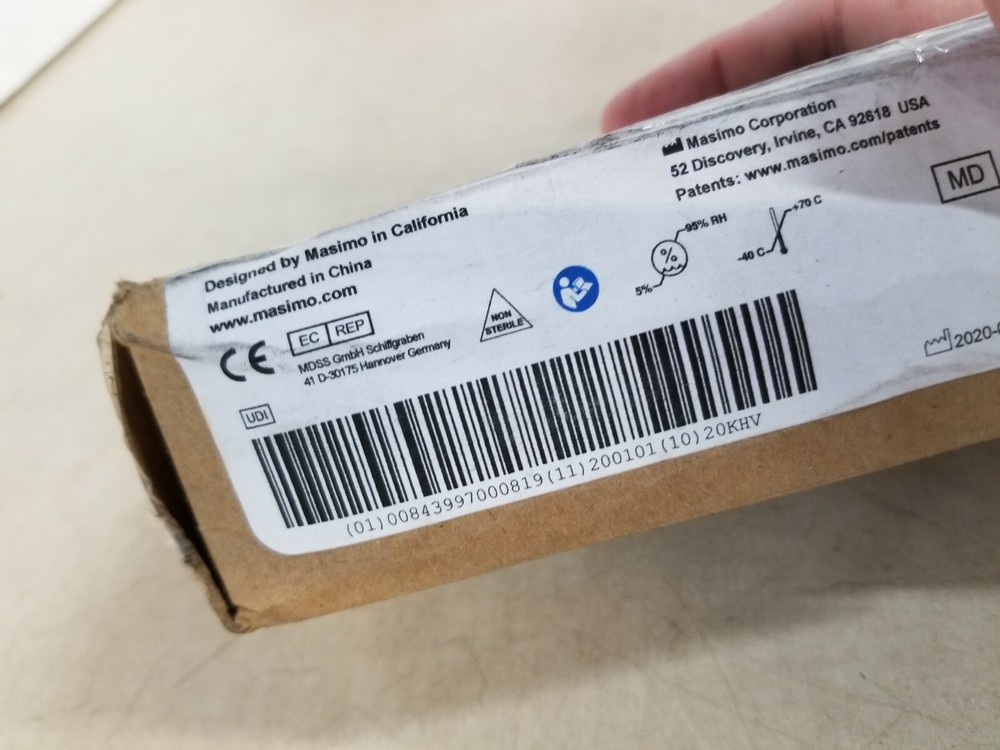 Masimo Corporation
52 Discovery, Irvine, CA 92618 USA
Patents: www.masimo.com/patents
MD
Designed by Masimo in California
Manufactured in China
www.masimo.com
CE
EC REP
MDSS GmbH Schiffgraben
41 D-30175 Hannover Germany
NON
STERILE
%
95% RH
5%
+70 C
-40 C
2020-
UDI
(01)00843997000819(11)200101(10)20KHV